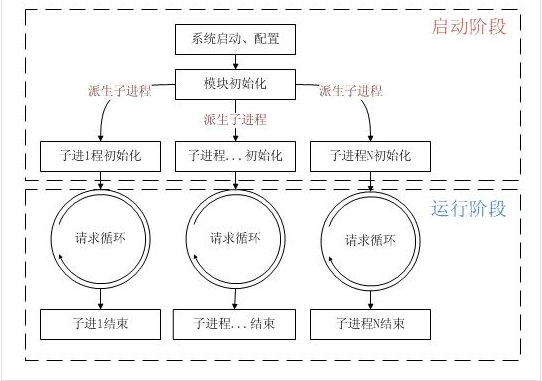 启动阶段
系统启动、配置
模块初始化
派生子进程
派生子进程
派生子进程
子进1程初始化
子进程...初始化
子进程N初始化
运行阶段
请求循环
请求循环
请求循环
子进1结束
子进程...结束
子进程N结束